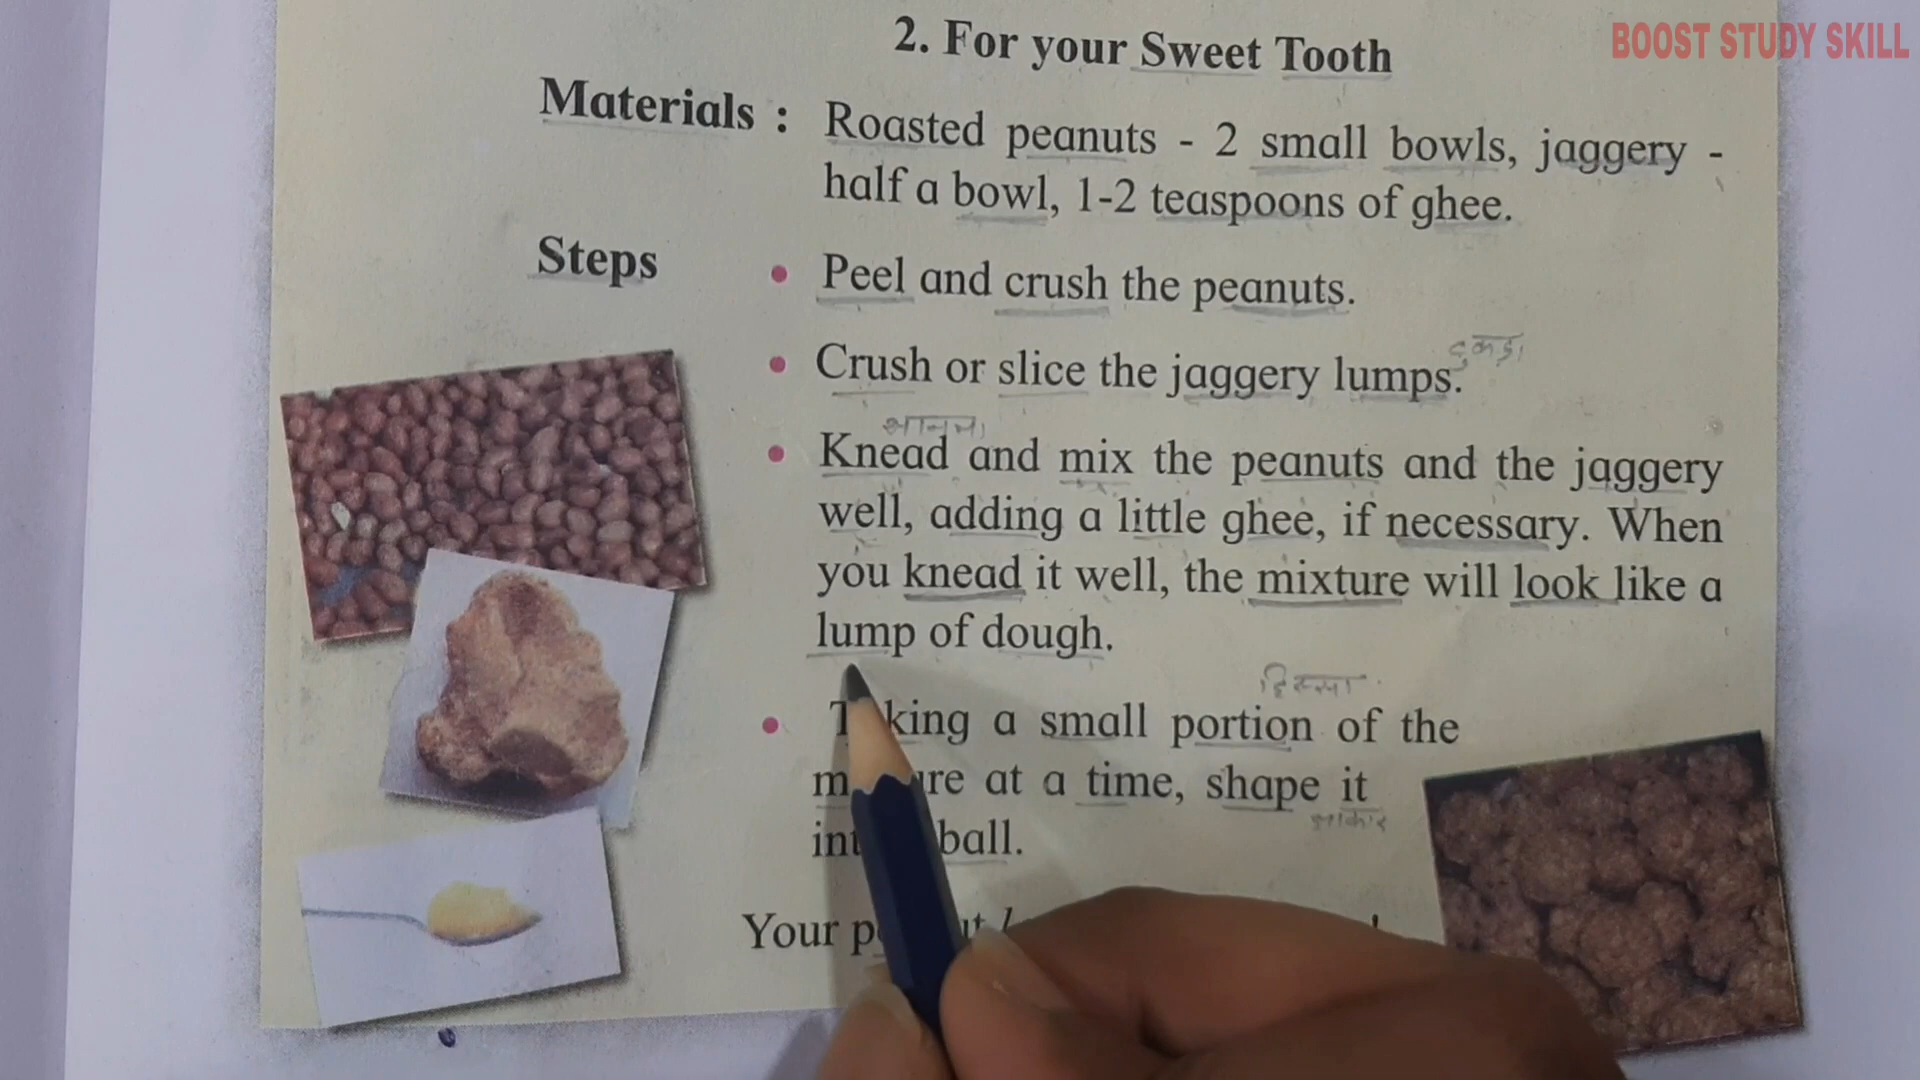 BOOST STUDY SKILL
2. For your Sweet Tooth
Materials : Roasted peanuts - 2 small bowls, jaggery -
half a bowl, 1-2 teaspoons of ghee.
Steps • Peel and crush the peanuts.
टुकड़ा
• Crush or slice the jaggery lumps.
• Knead and mix the peanuts and the jaggery
well, adding a little ghee, if necessary. When
you knead it well, the mixture will look like a
lump of dough.
हिस्सा
• Taking a small portion of the
at a time, shape it
आकार
ball.
Your